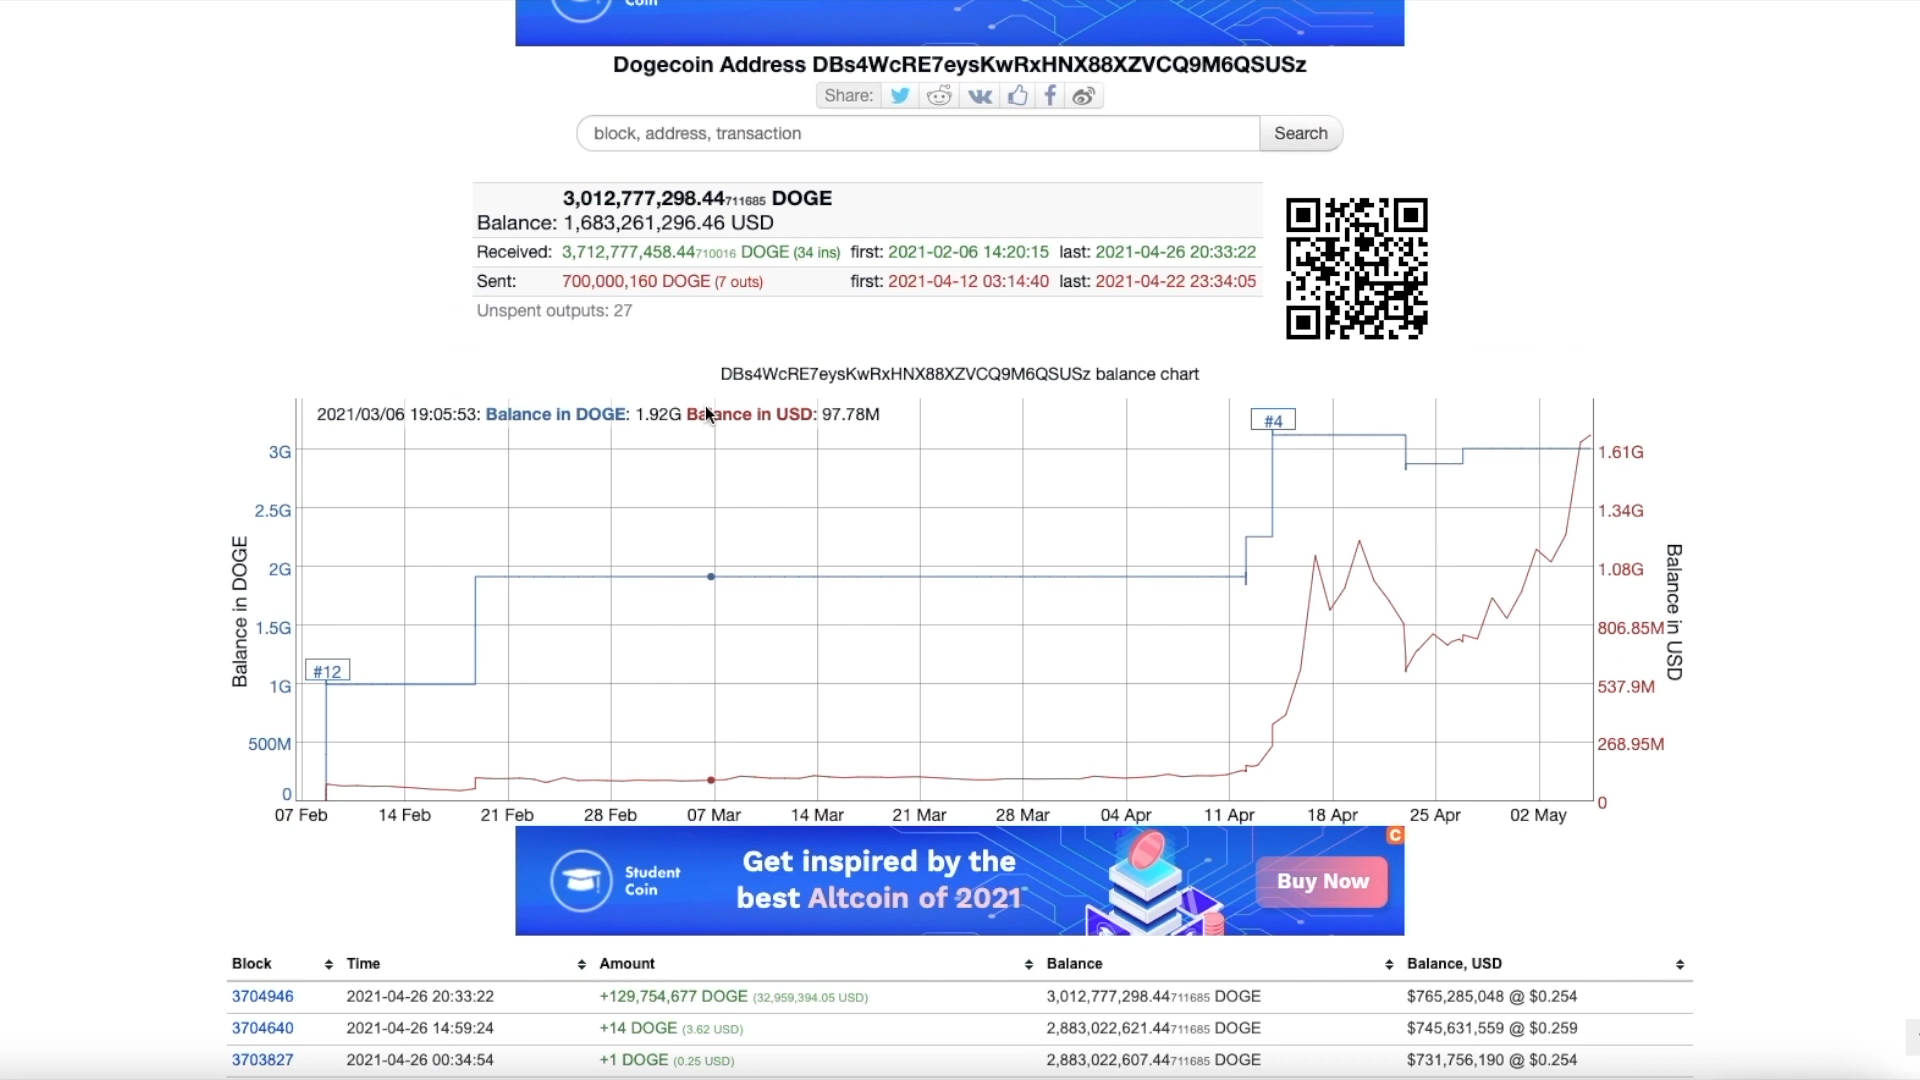 Coin
Dogecoin Address DBs4WcRE7eysKwRxHNX88XZVCQ9M6QSUSz
Share:
block, address, transaction Search
3,012,777,298.44711685 DOGE
Balance: 1,683,261,296.46 USD
Received: 3,712,777,458.44710016 DOGE (34 ins) first: 2021-02-06 14:20:15 last: 2021-04-26 20:33:22
Sent: 700,000,160 DOGE (7 outs) first: 2021-04-12 03:14:40 last: 2021-04-22 23:34:05
Unspent outputs: 27
DBs4WcRE7eysKwRxHNX88XZVCQ9M6QSUSz balance chart
2021/03/06 19:05:53: Balance in DOGE: 1.92G Balance in USD: 97.78M
#4
3G 1.61G
2.5G 1.34G
2G 1.08G
1.5G 806.85M
#12
1G 537.9M
500M 268.95M
0 0
Balance in DOGE
Balance in USD
07 Feb 14 Feb 21 Feb 28 Feb 07 Mar 14 Mar 21 Mar 28 Mar 04 Apr 11 Apr 18 Apr 25 Apr 02 May
Student Coin
Get inspired by the
best Altcoin of 2021
Buy Now
C
Block Time Amount Balance Balance, USD
3704946 2021-04-26 20:33:22 +129,754,677 DOGE (32,959,394.05 USD) 3,012,777,298.44711685 DOGE $765,285,048 @ $0.254
3704640 2021-04-26 14:59:24 +14 DOGE (3.62 USD) 2,883,022,621.44711685 DOGE $745,631,559 @ $0.259
3703827 2021-04-26 00:34:54 +1 DOGE (0.25 USD) 2,883,022,607.44711685 DOGE $731,756,190 @ $0.254